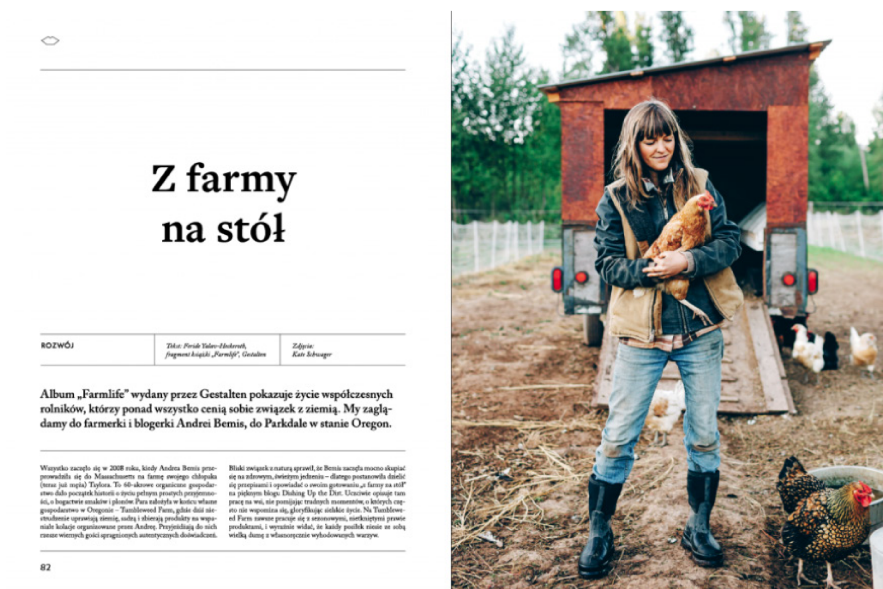 Z farmy
na stół
ROZWÓJ
Tekst: Feride Yalav-Heckeroth,
fragment książki „Farmlife”, Gestalten
Zdjęcia:
Kate Schwager
Album „Farmlife” wydany przez Gestalten pokazuje życie współczesnych
rolników, którzy ponad wszystko cenią sobie związek z ziemią. My zaglą-
damy do farmerki i blogerki Andrei Bemis, do Parkdale w stanie Oregon.
Wszystko zaczęło się w 2008 roku, kiedy Andrea Bemis prze-
prowadziła się do Massachusetts na farmę swojego chłopaka
(teraz już męża) Taylora. To 60-akrowe organiczne gospodar-
stwo dało początek historii o życiu pełnym prostych przyjemno-
ści, o bogactwie smaków i plonów. Para założyła w końcu własne
gospodarstwo w Oregonie – Tumbleweed Farm, gdzie dziś nie-
strudzenie uprawiają ziemię, sadzą i zbierają produkty na wspa-
niałe kolacje organizowane przez Andreę. Przyjeżdżają do nich
rzesze wiernych gości spragnionych autentycznych doświadczeń.
Bliski związek z naturą sprawił, że Bemis zaczęła mocno skupiać
się na zdrowym, świeżym jedzeniu – dlatego postanowiła dzielić
się przepisami i opowiadać o swoim gotowaniu „z farmy na stół”
na pięknym blogu: Dishing Up the Dirt. Uczciwie opisuje tam
pracę na wsi, nie pomijając trudnych momentów, o których czę-
sto nie wspomina się, gloryfikując sielskie życie. Na Tumblewe-
ed Farm zawsze pracuje się z sezonowymi, nietkniętymi prawie
produktami, i wyraźnie widać, że każdy posiłek niesie ze sobą
wielką dumę z własnoręcznie wyhodowanych warzyw.
82